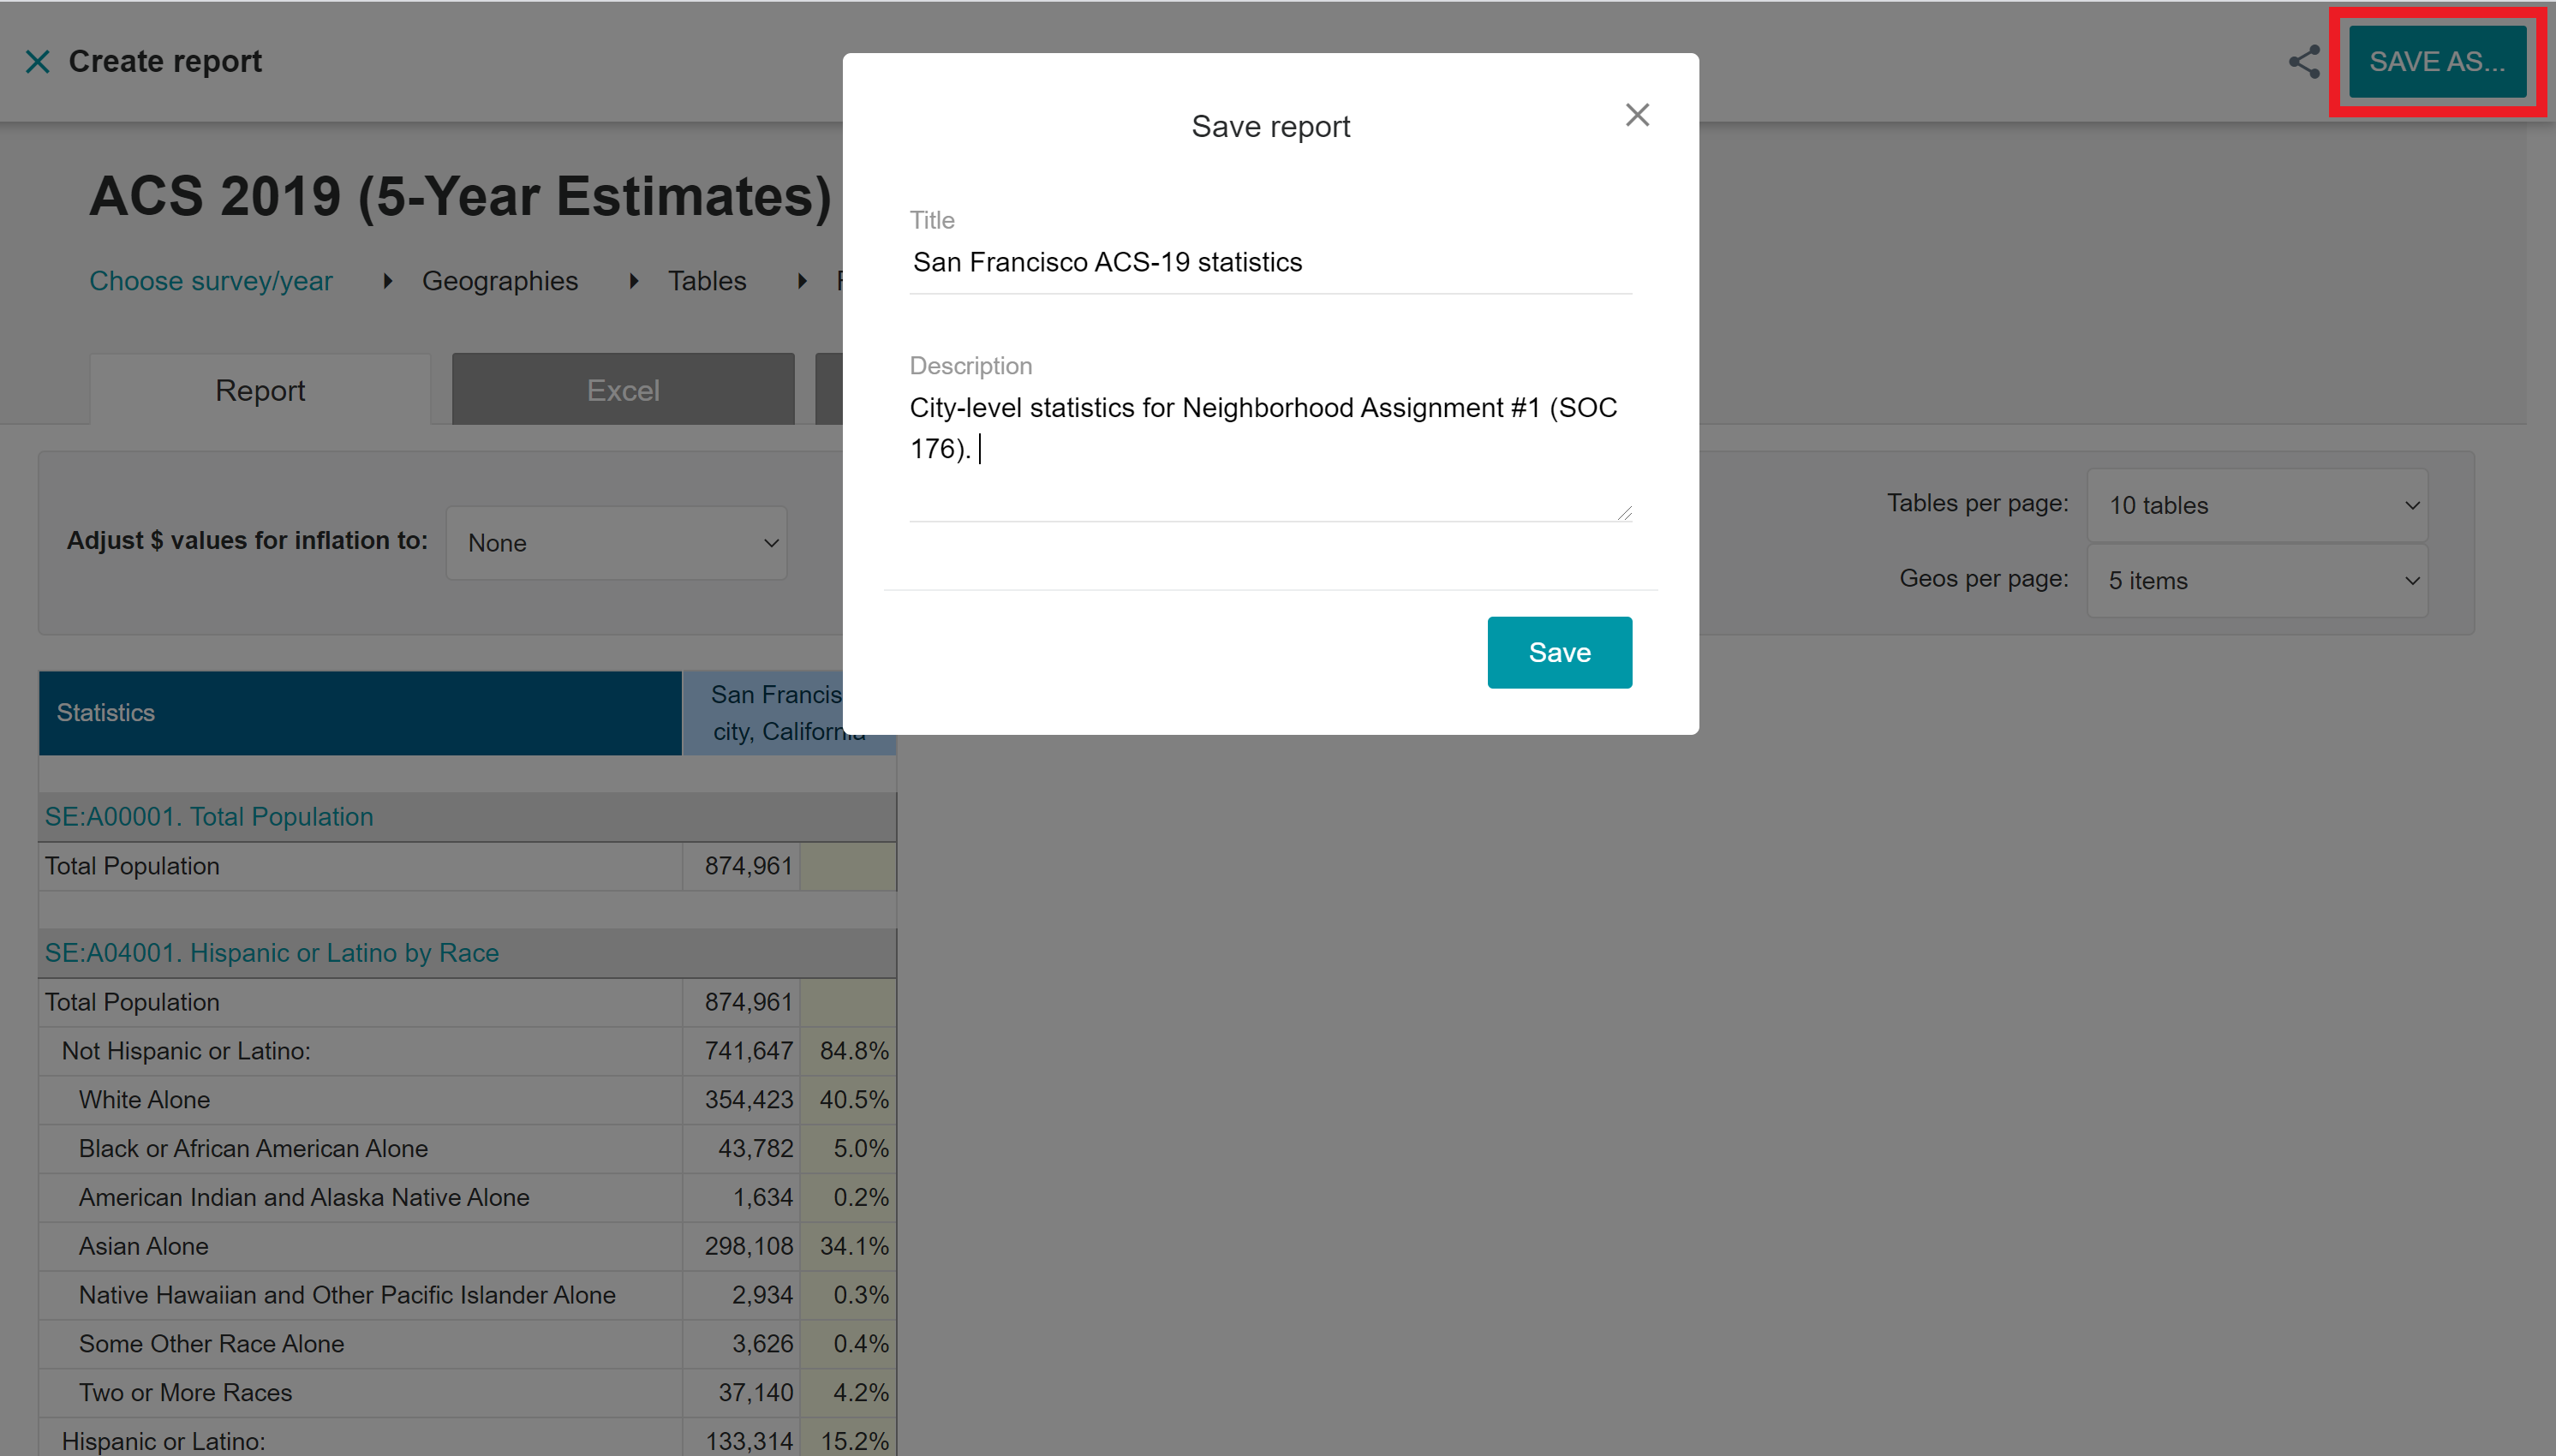 Create report
SAVE AS...
ACS 2019 (5-Year Estimates)
Choose survey/year
Geographies
Tables
Report
Excel
Save report
Title
San Francisco ACS-19 statistics
Description
City-level statistics for Neighborhood Assignment #1 (SOC
176).
Save
Adjust $ values for inflation to:
None
Tables per page:
10 tables
Geos per page:
5 items
Statistics
San Francis
city, California
SE:A00001. Total Population
Total Population 874,961
SE:A04001. Hispanic or Latino by Race
Total Population 874,961
Not Hispanic or Latino: 741,647 84.8%
White Alone 354,423 40.5%
Black or African American Alone 43,782 5.0%
American Indian and Alaska Native Alone 1,634 0.2%
Asian Alone 298,108 34.1%
Native Hawaiian and Other Pacific Islander Alone 2,934 0.3%
Some Other Race Alone 3,626 0.4%
Two or More Races 37,140 4.2%
Hispanic or Latino: 133,314 15.2%